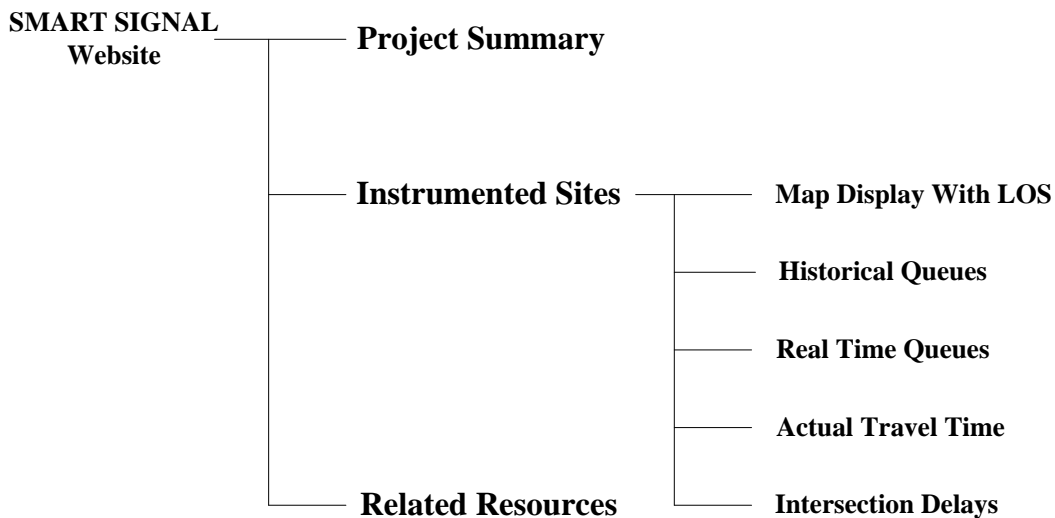 SMART SIGNAL
Website
Project Summary
Instrumented Sites
Map Display With LOS
Historical Queues
Real Time Queues
Actual Travel Time
Related Resources
Intersection Delays